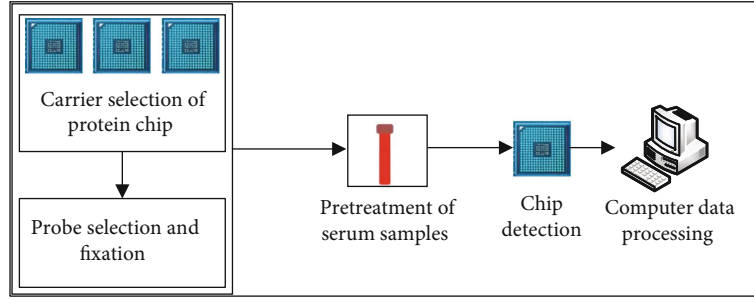 Carrier selection of
protein chip
Probe selection and
fixation
Pretreatment of
serum samples
Chip
detection
Computer data
processing